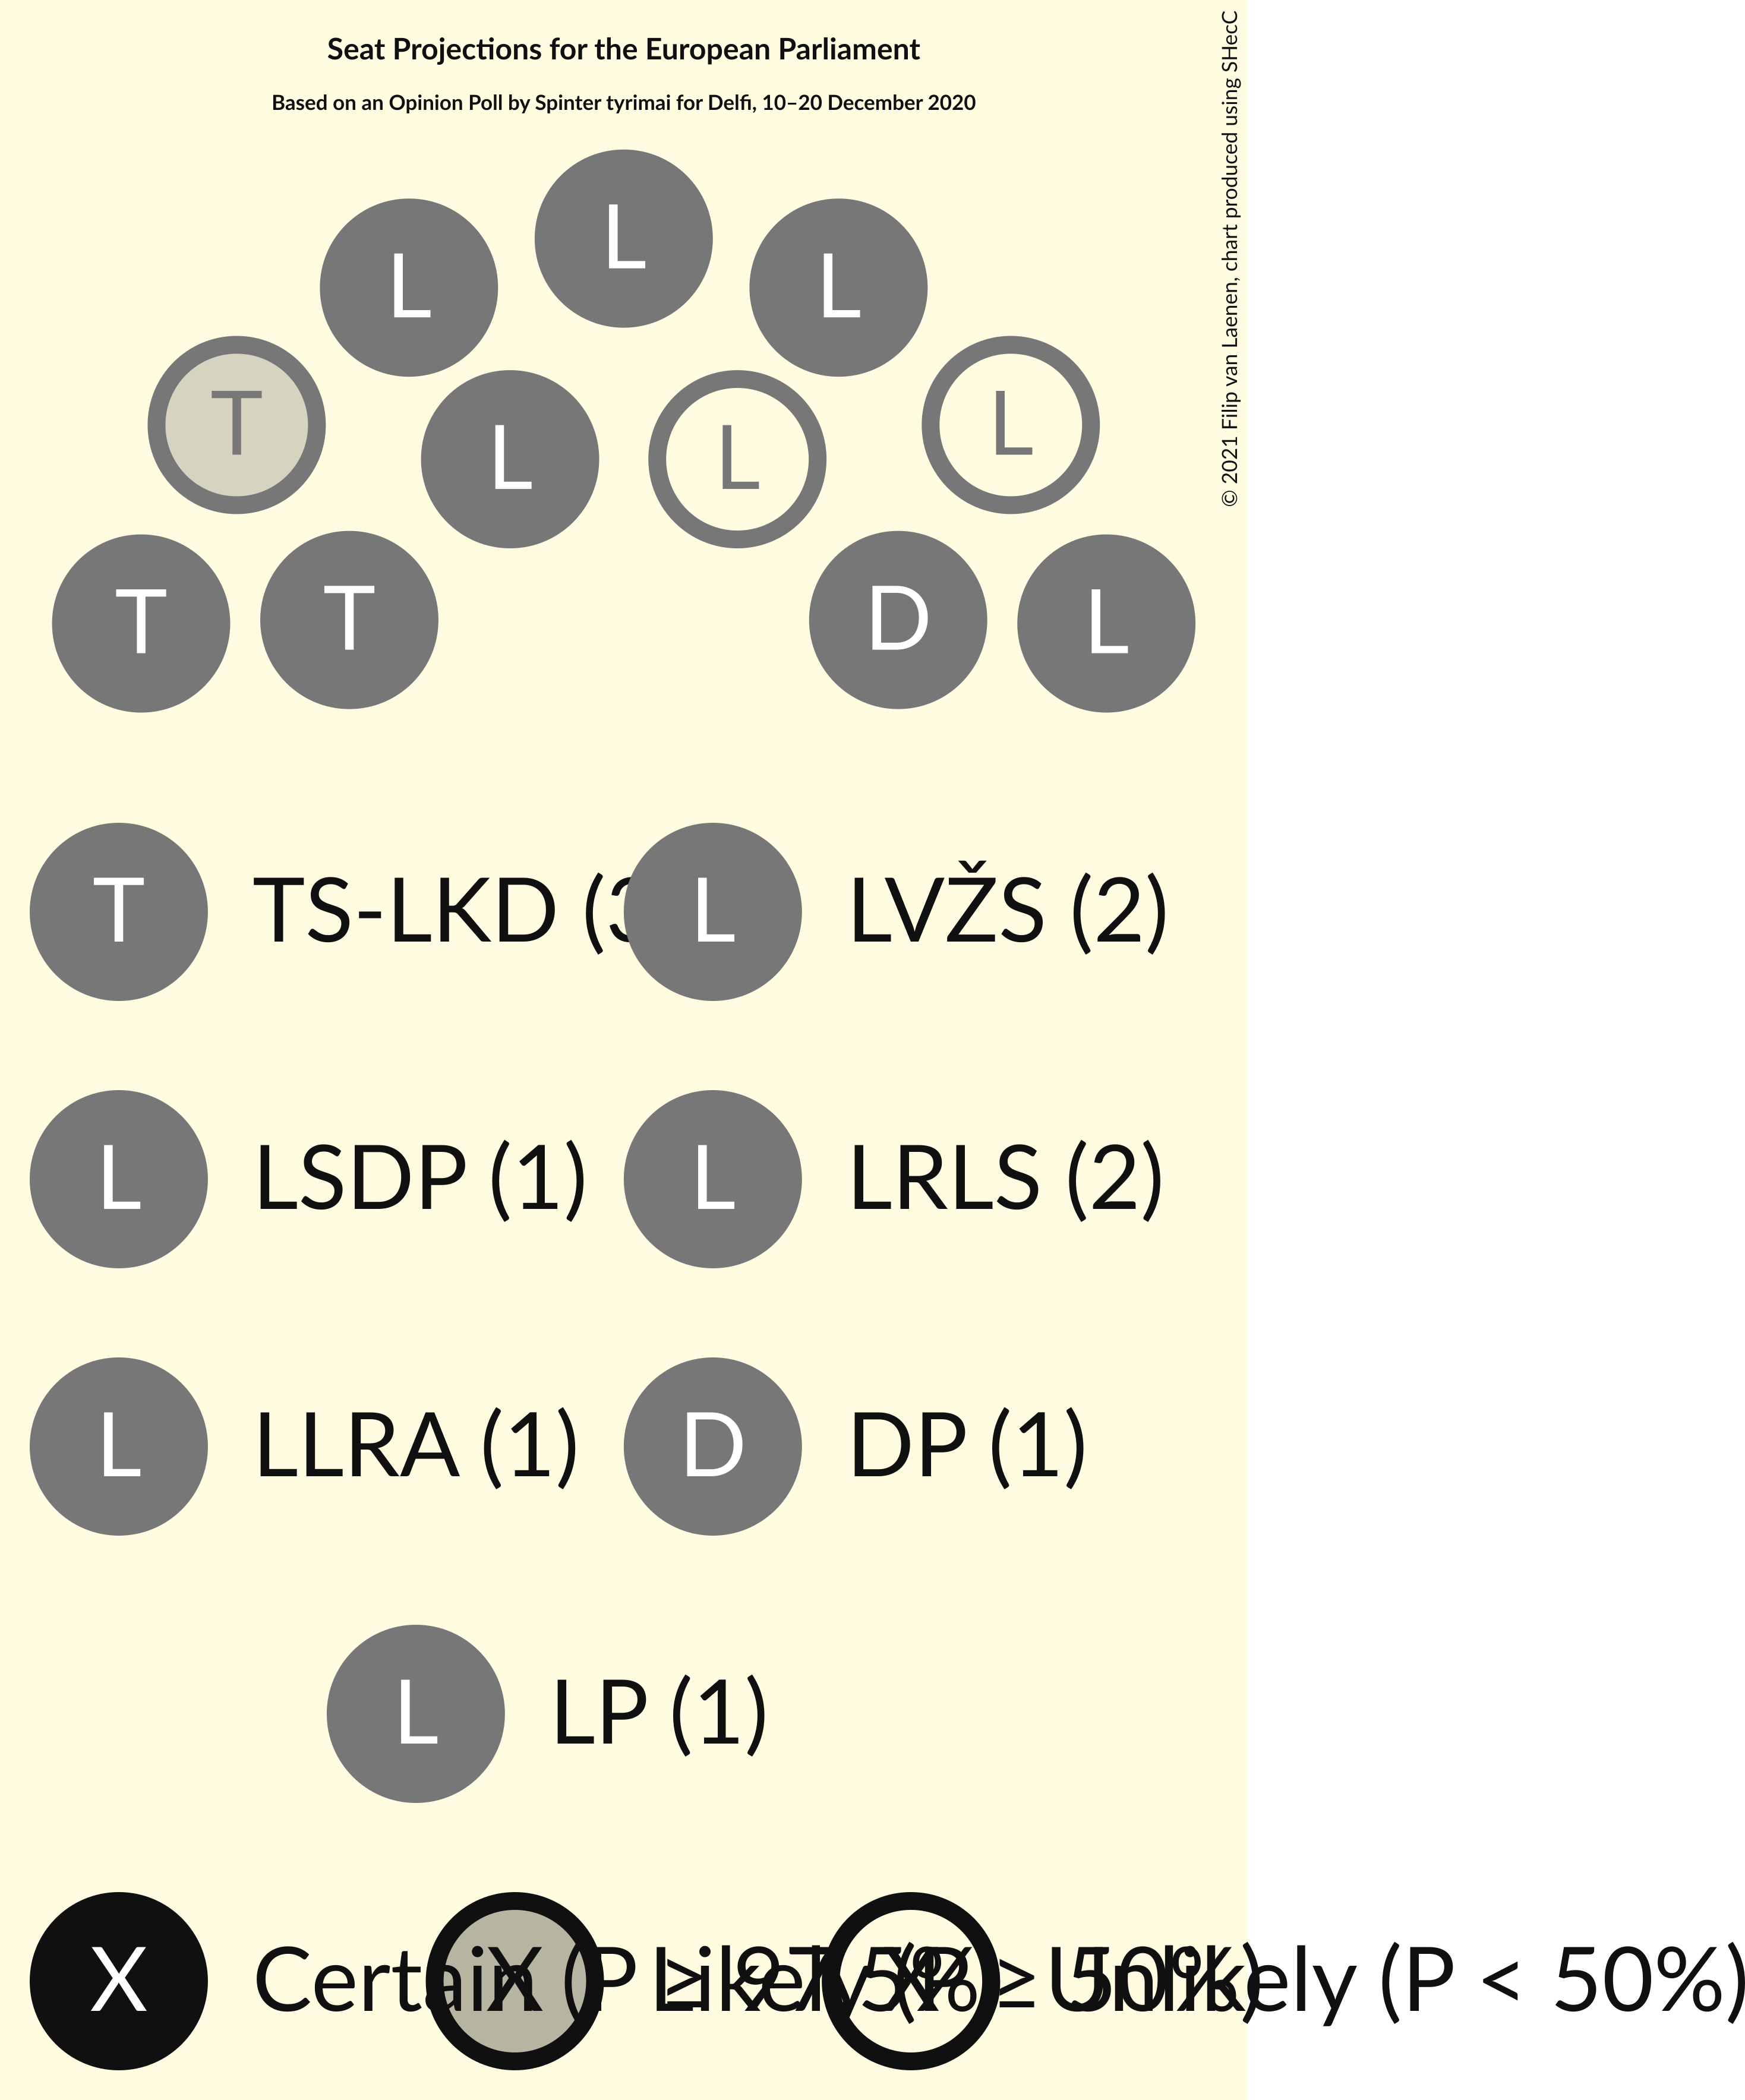 Seat Projections for the European Parliament
Based on an Opinion Poll by Spinter tyrimai for Delfi, 10–20 December 2020
© 2021 Filip van Laenen, chart produced using SHecC
L
L L
T L
L L
T T D L
T TS-LKD (3 L LVŽS (2)
L LSDP (1) L LRLS (2)
L LLRA (1) D DP (1)
L LP (1)
X Certain (P ≥ 97.5%) X Likely (P ≥ 50%) X Unlikely (P < 50%)